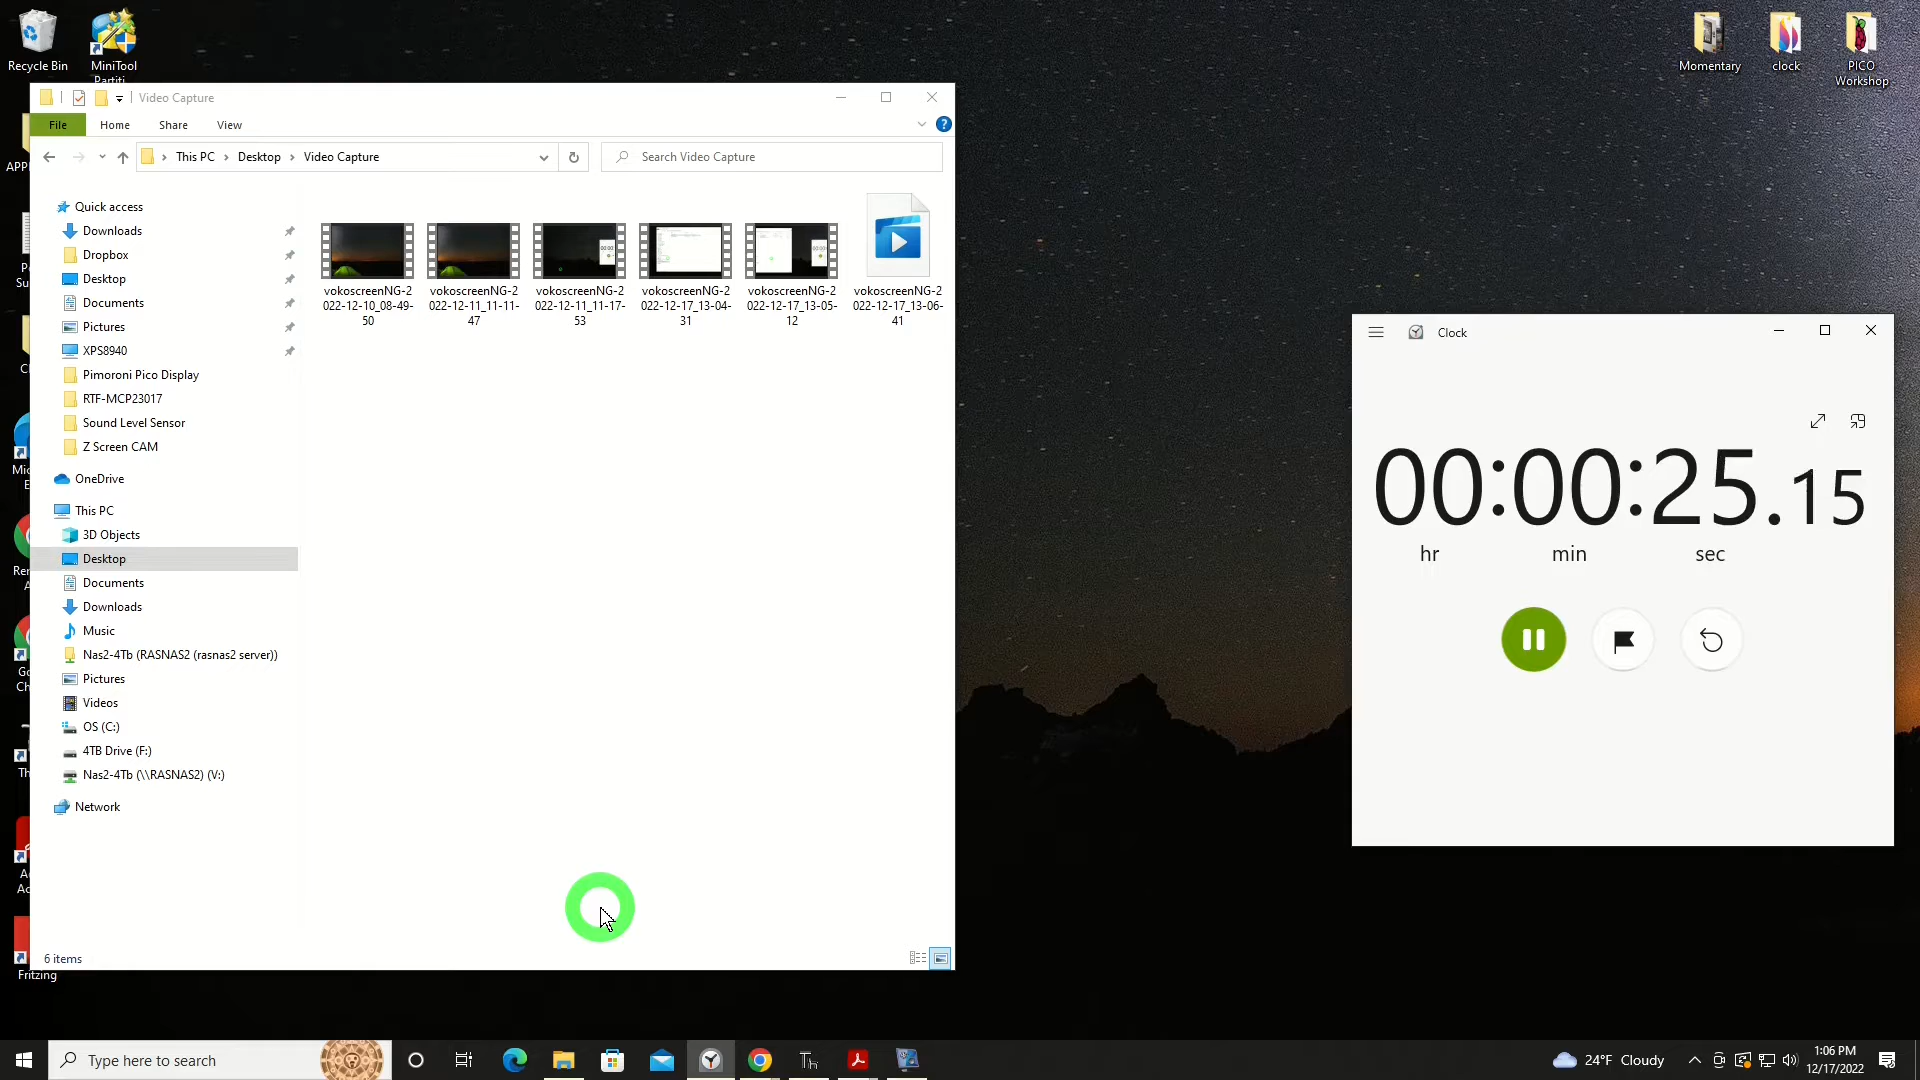 Recycle Bin
MiniTool
Partiti...
Momentary
clock
PICO
Workshop
Video Capture
File
Home
Share
View
?
This PC
Desktop
Video Capture
Search Video Capture
Quick access
Downloads
Dropbox
Desktop
Documents
Pictures
XPS8940
Pimoroni Pico Display
RTF-MCP23017
Sound Level Sensor
Z Screen CAM
OneDrive
This PC
3D Objects
Desktop
Documents
Downloads
Music
Nas2-4Tb (RASNAS2 (rasnas2 server))
Pictures
Videos
OS (C:)
4TB Drive (F:)
Nas2-4Tb (\\RASNAS2) (V:)
Network
vokoscreenNG-2
022-12-10_08-49-
50
vokoscreenNG-2
022-12-11_11-11-
47
vokoscreenNG-2
022-12-11_11-17-
53
vokoscreenNG-2
022-12-17_13-04-
31
vokoscreenNG-2
022-12-17_13-05-
12
vokoscreenNG-2
022-12-17_13-06-
41
6 items
Fritzing
Clock
00:00:25.15
hr
min
sec
Type here to search
Th
24°F Cloudy
1:06 PM
12/17/2022